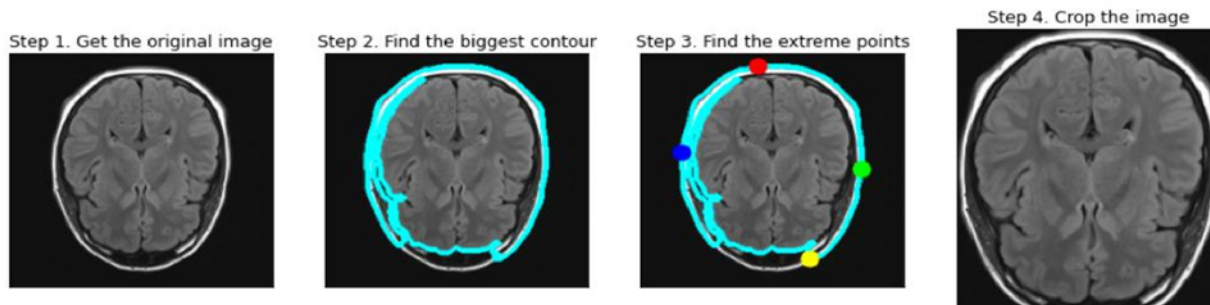 Step 1. Get the original image
Step 2. Find the biggest contour
Step 3. Find the extreme points
Step 4. Crop the image